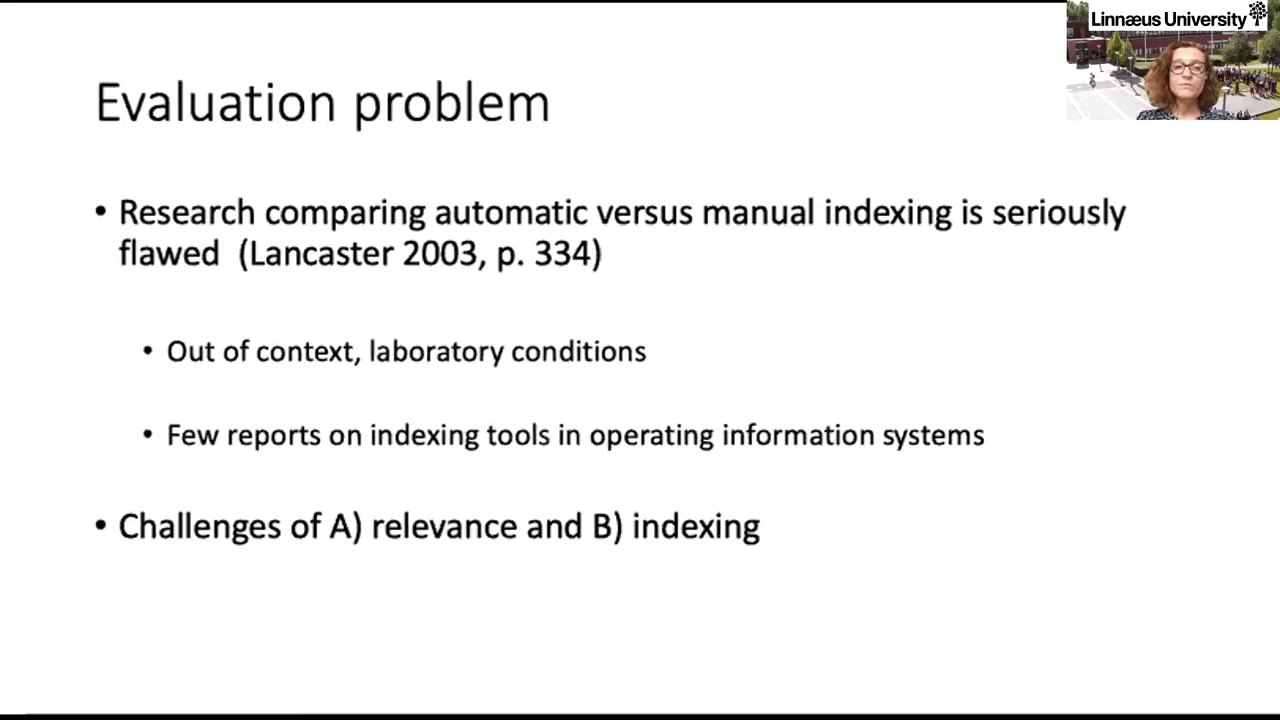 Linnæus University
Evaluation problem
• Research comparing automatic versus manual indexing is seriously
flawed (Lancaster 2003, p. 334)
• Out of context, laboratory conditions
• Few reports on indexing tools in operating information systems
• Challenges of A) relevance and B) indexing